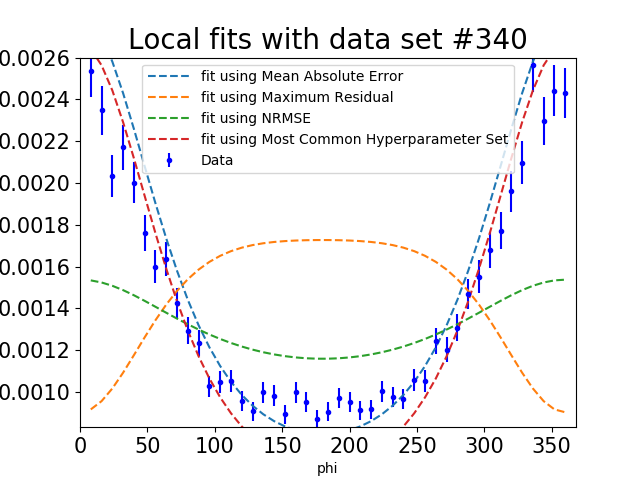 Local fits with data set #340
fit using Mean Absolute Error
fit using Maximum Residual
fit using NRMSE
fit using Most Common Hyperparameter Set
Data
0.0026
0.0024
0.0022
0.0020
0.0018
0.0016
0.0014
0.0012
0.0010
0 50 100 150 200 250 300 350
phi